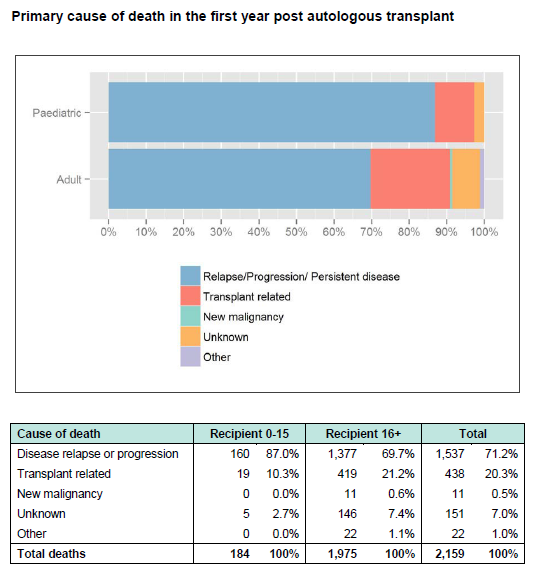 Primary cause of death in the first year post autologous transplant
Paediatric
Adult
0% 10% 20% 30% 40% 50% 60% 70% 80% 90% 100%
Relapse/Progression/ Persistent disease
Transplant related
New malignancy
Unknown
Other
Cause of death Recipient 0-15 Recipient 16+ Total
Disease relapse or progression 160 87.0% 1,377 69.7% 1,537 71.2%
Transplant related 19 10.3% 419 21.2% 438 20.3%
New malignancy 0 0.0% 11 0.6% 11 0.5%
Unknown 5 2.7% 146 7.4% 151 7.0%
Other 0 0.0% 22 1.1% 22 1.0%
Total deaths 184 100% 1,975 100% 2,159 100%